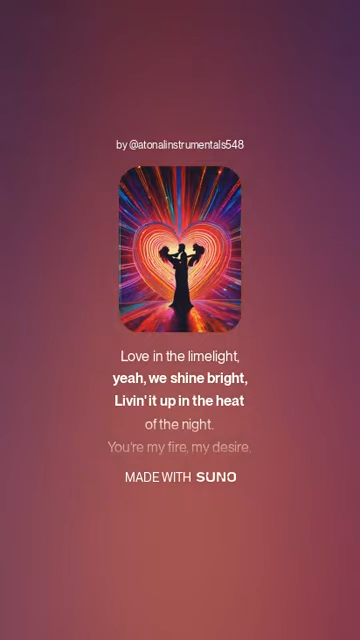 by @atonalinstrumentals548
Love in the limelight,
yeah, we shine bright,
Livin' it up in the heat
of the night.
You're my fire, my desire,
MADE WITH SUNO